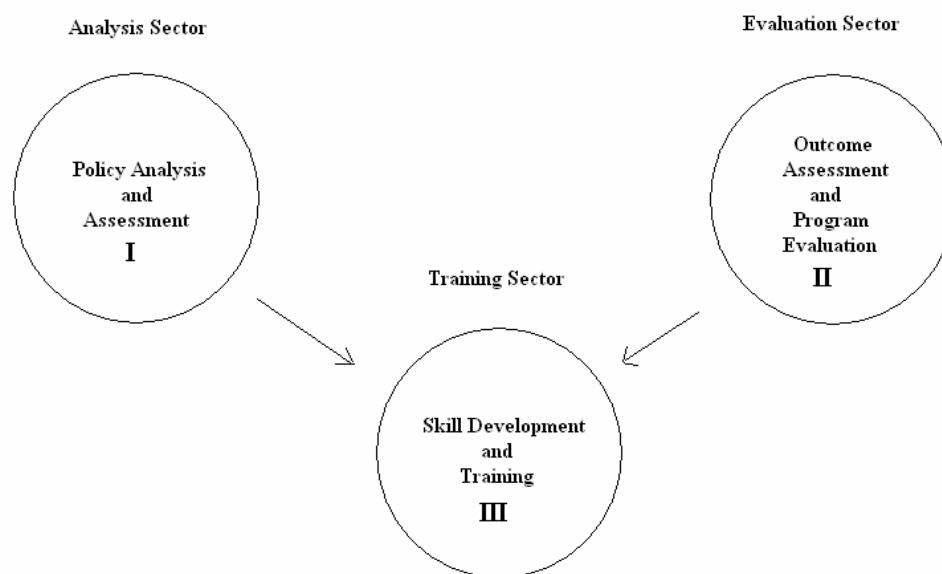 Analysis Sector
Evaluation Sector
Policy Analysis
and
Assessment
I
Outcome
Assessment
and
Program
Evaluation
II
Training Sector
Skill Development
and
Training
III